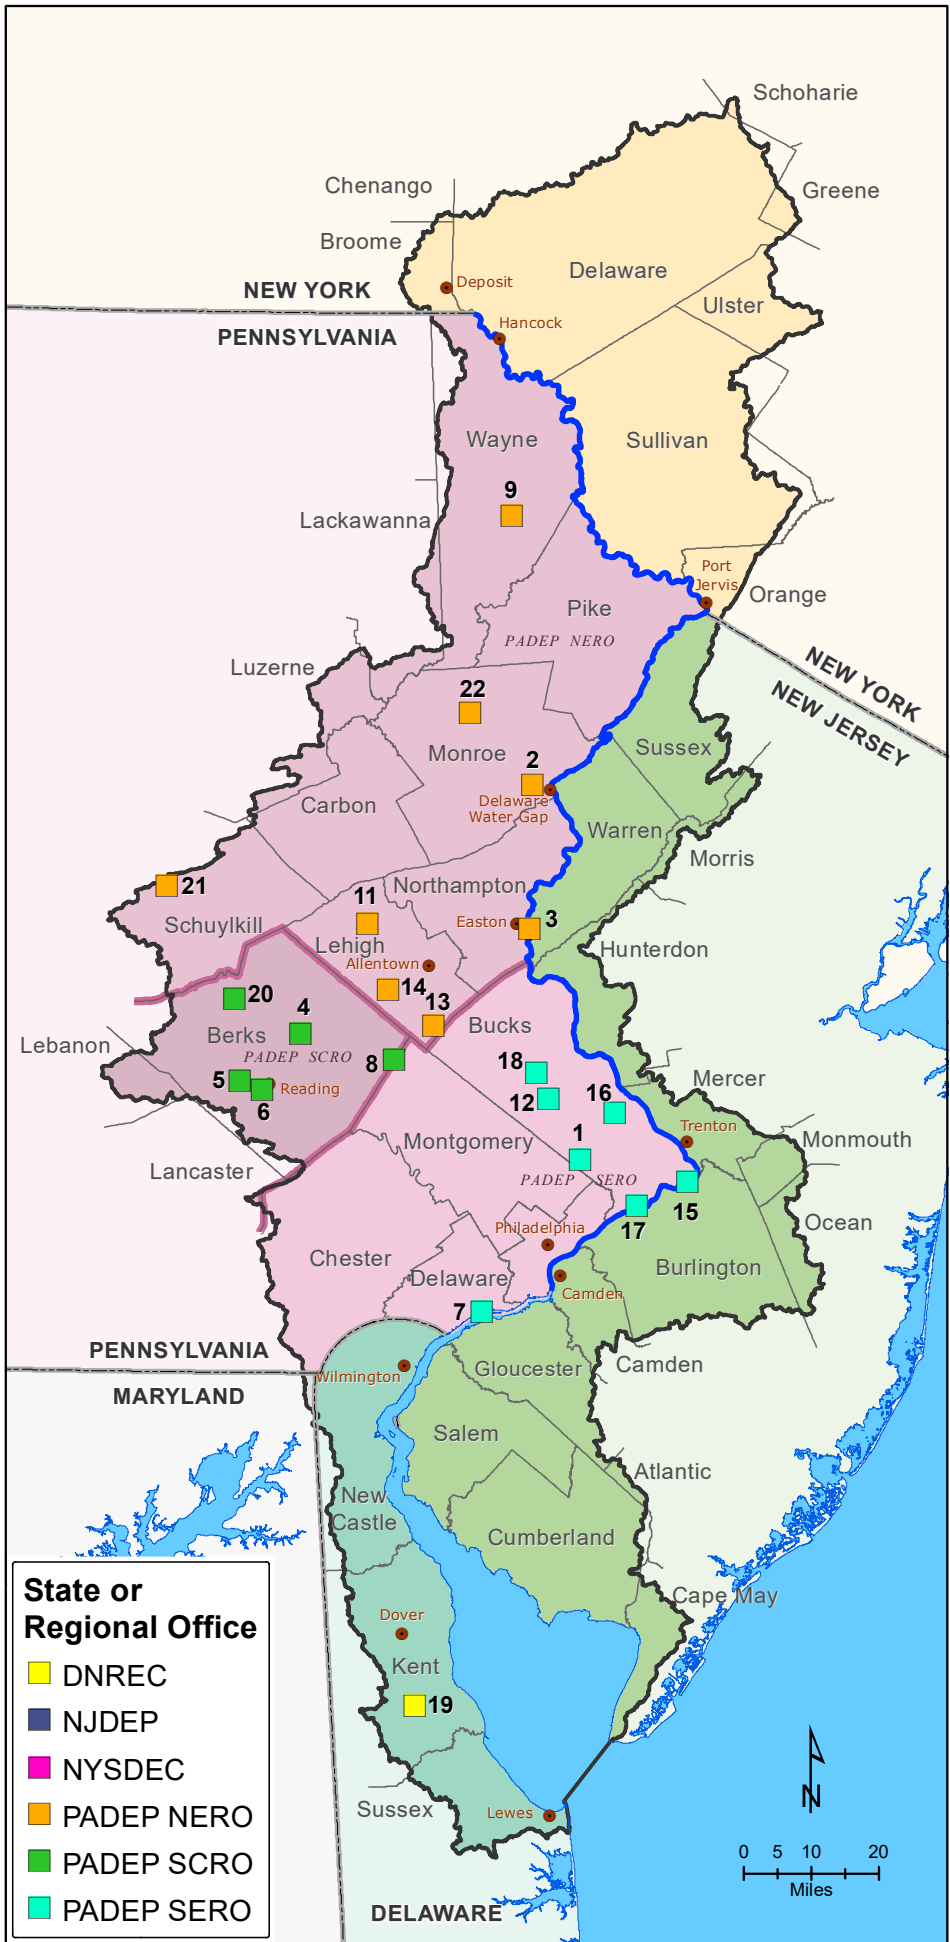 Schoharie
Chenango
Greene
Broome
Delaware
Deposit
NEW YORK
Ulster
Hancock
PENNSYLVANIA
Wayne
Sullivan
9
Lackawanna
Port
Jervis
Orange
Pike
PADEP NERO
NEW YORK
Luzerne
NEW JERSEY
22
Sussex
Monroe
2
Carbon
Delaware
Water Gap
Warren
Morris
21
Northampton
11
Schuylkill
Easton
3
Lehigh
Hunterdon
Allentown
20
14
4
13
Berks
Bucks
Lebanon
PADEP SCRO
8
18
5
Reading
Mercer
6
12
16
Trenton
1
Montgomery
Monmouth
Lancaster
PADEP SERO
15
17
Ocean
Philadelphia
Chester
Burlington
Delaware
Camden
7
PENNSYLVANIA
Gloucester
Camden
Wilmington
MARYLAND
Salem
Atlantic
New
Castle
Cumberland
Cape May
State or
Regional Office
Dover
Kent
DNREC
19
NJDEP
NYSDEC
N
Sussex
Lewes
PADEP NERO
0 5 10 20
Miles
PADEP SCRO
PADEP SERO
DELAWARE